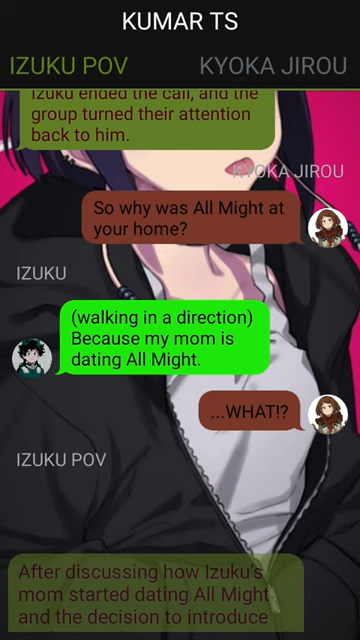 KUMAR TS
IZUKU POV
KYOKA JIROU
Izuku ended the call, and the
group turned their attention
back to him.
KYOKA JIROU
So why was All Might at
your home?
IZUKU
(walking in a direction)
Because my mom is
dating All Might.
...WHAT!?
IZUKU POV
After discussing how Izuku's
mom started dating All Might
and the decision to introduce